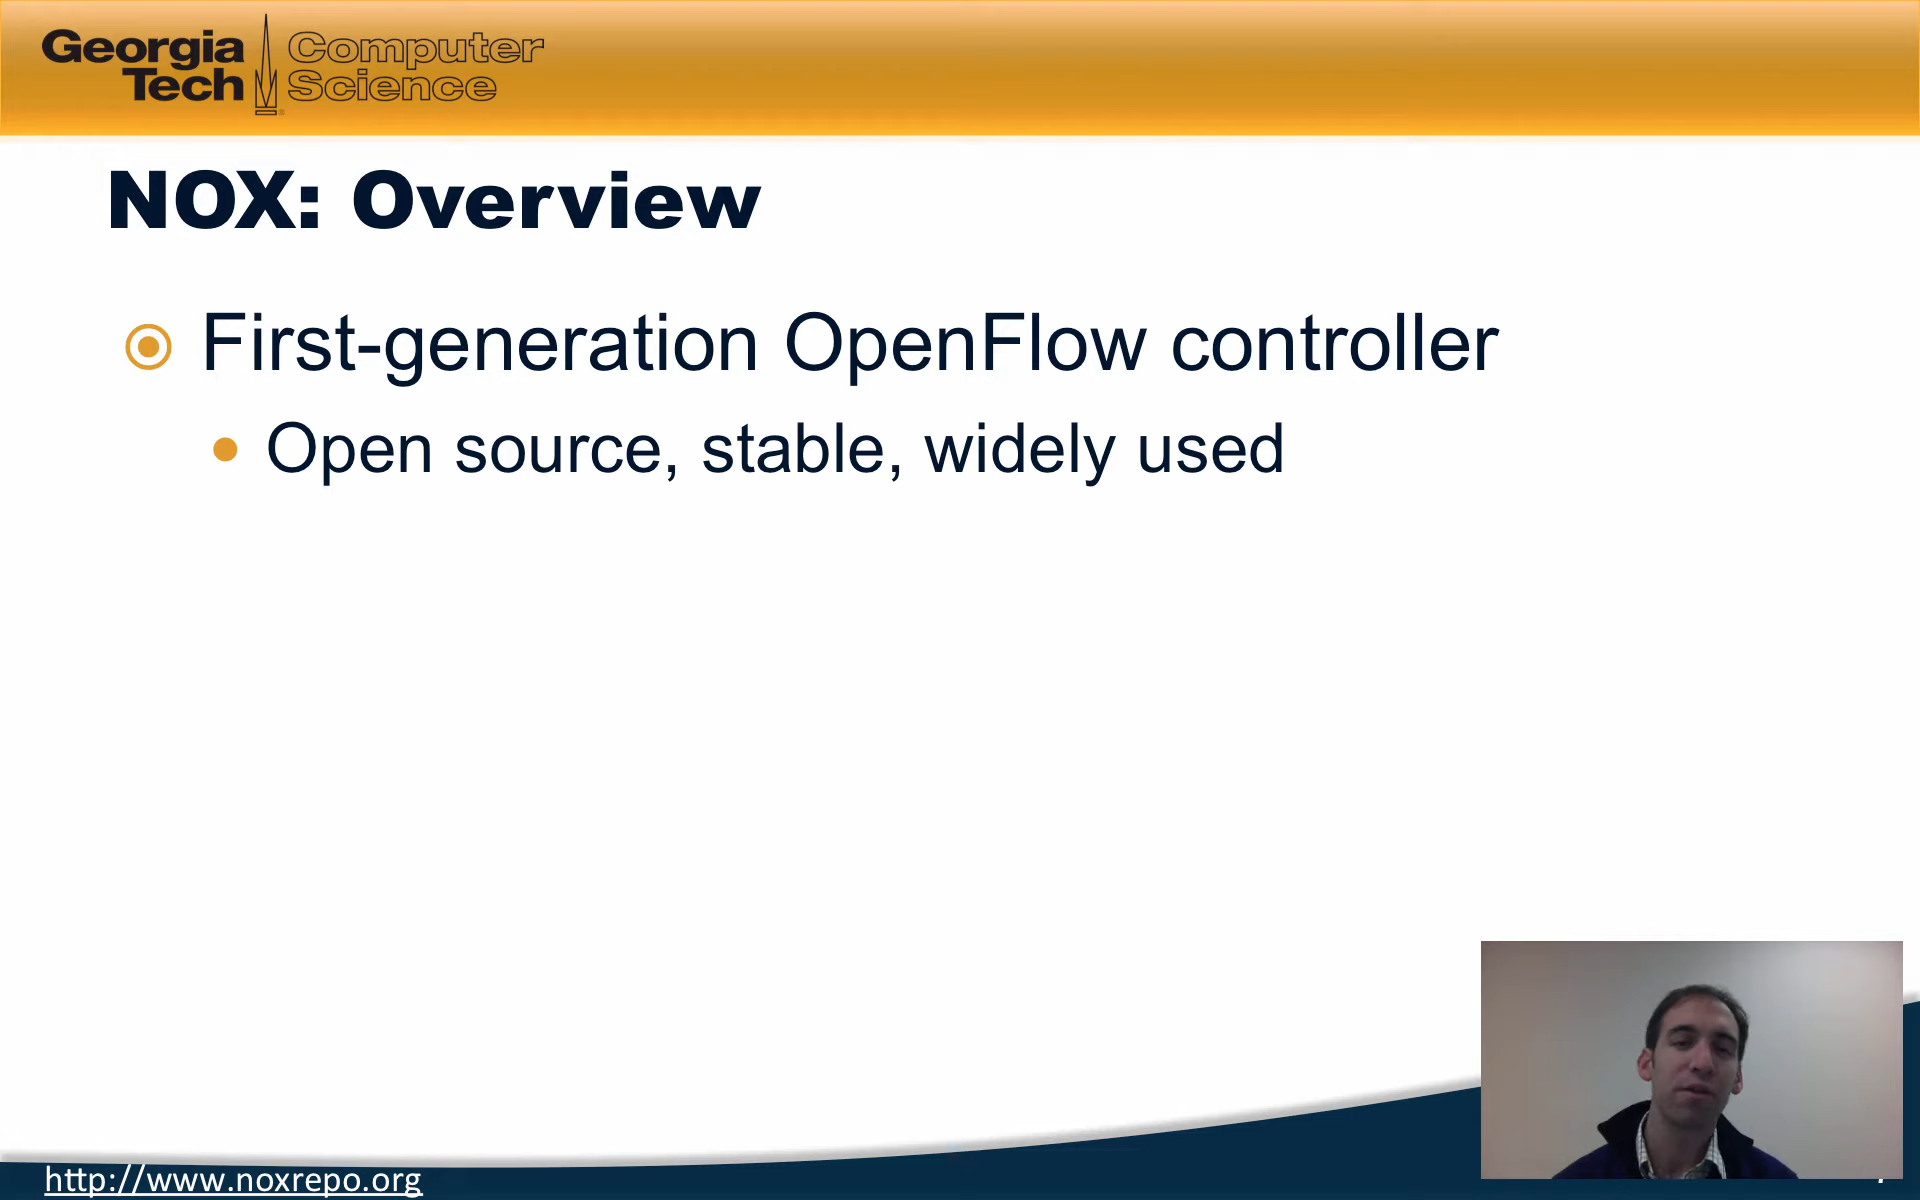 Georgia Tech
Computer Science
NOX: Overview
First-generation OpenFlow controller
Open source, stable, widely used
http://www.noxrepo.org